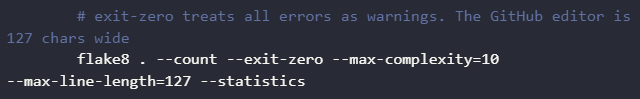 # exit-zero treats all errors as warnings. The GitHub editor is
127 chars wide
flake8 . --count --exit-zero --max-complexity=10
--max-line-length=127 --statistics